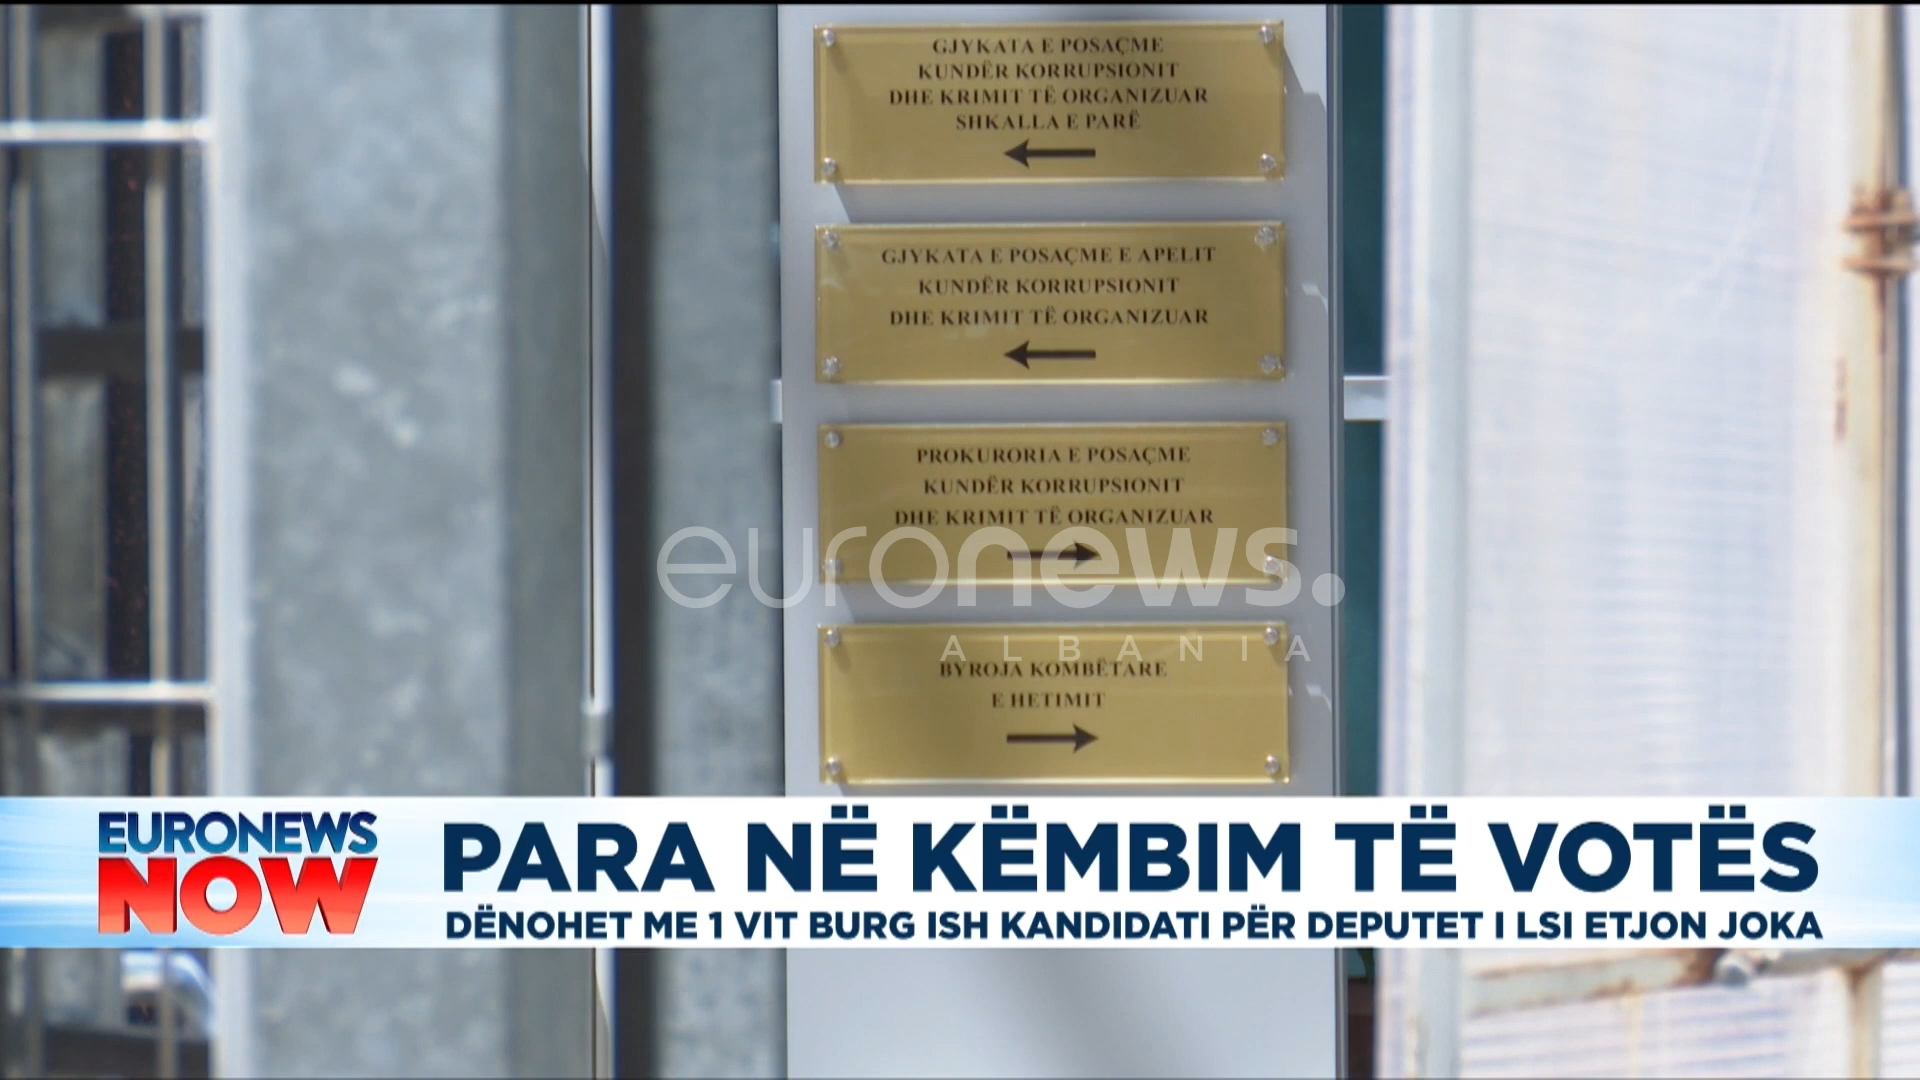 GJYKATA E POSAÇME
KUNDËR KORRUPSIONIT
DHE KRIMIT TË ORGANIZUAR
SHKALLA E PARË
GJYKATA E POSAÇME E APELIT
KUNDËR KORRUPSIONIT
DHE KRIMIT TË ORGANIZUAR
PROKURORIA E POSAÇME
KUNDËR KORRUPSIONIT
DHE KRIMIT TË ORGANIZUAR
euronews.
ALBANIA
BYROJA KOMBËTARE
E HETIMIT
EURONEWS
NOW
PARA NË KËMBIM TË VOTËS
DËNOHET ME 1 VIT BURG ISH KANDIDATI PËR DEPUTET I LSI ETJON JOKA